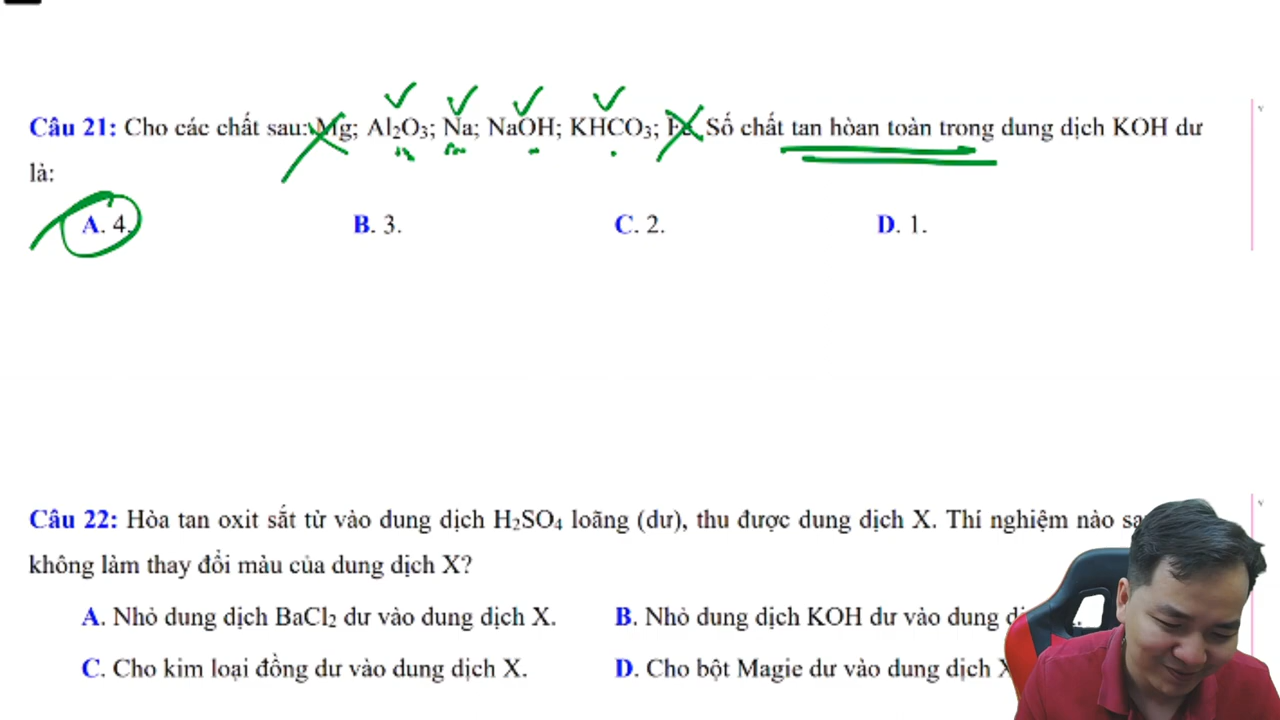 Câu 21: Cho các chất sau: Mg; Al₂O₃; Na; NaOH; KHCO₃; Số chất tan hòan toàn trong dung dịch KOH dư
là:
A. 4. B. 3. C. 2. D. 1.
Câu 22: Hòa tan oxit sắt từ vào dung dịch H₂SO₄ loãng (dư), thu được dung dịch X. Thí nghiệm nào
không làm thay đổi màu của dung dịch X?
A. Nhỏ dung dịch BaCl₂ dư vào dung dịch X. B. Nhỏ dung dịch KOH dư vào dung
C. Cho kim loại đồng dư vào dung dịch X. D. Cho bột Magie dư vào dung dịch X